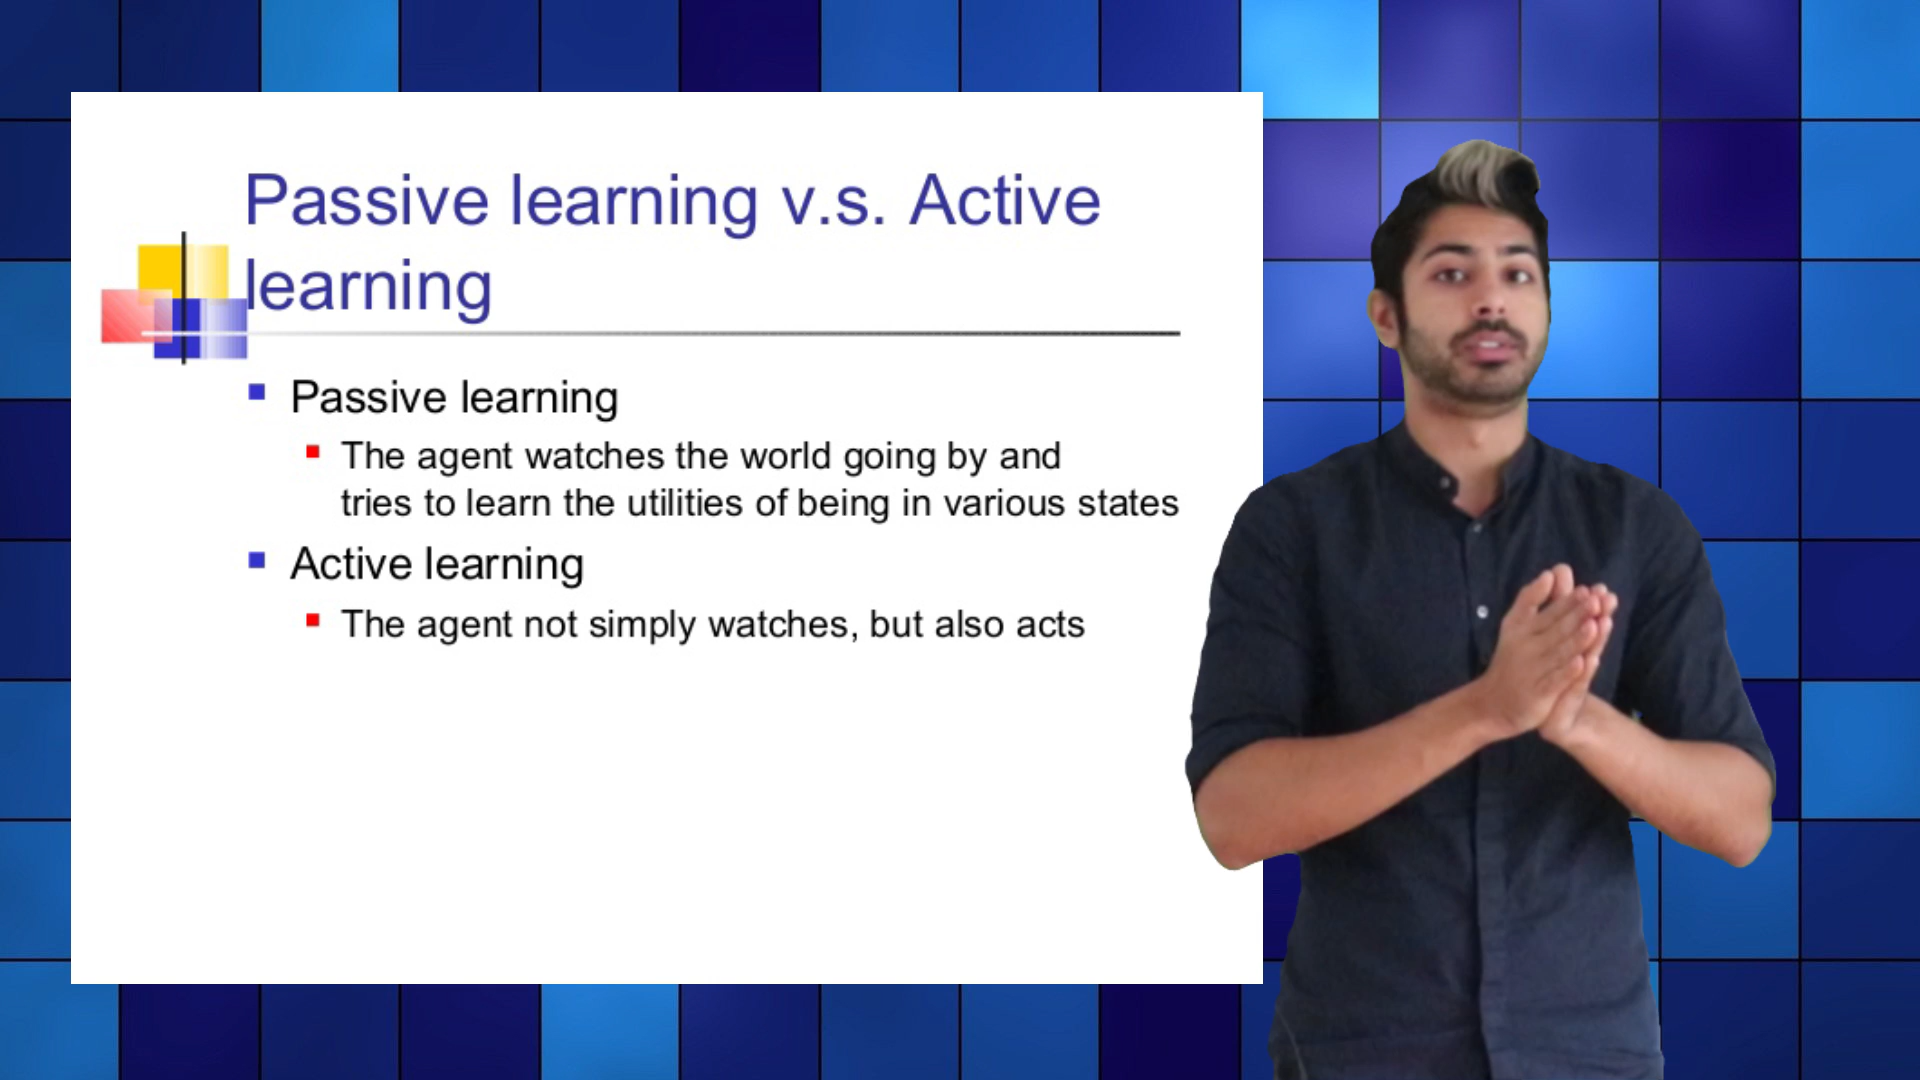 Passive learning v.s. Active
learning
Passive learning
The agent watches the world going by and
tries to learn the utilities of being in various states
Active learning
The agent not simply watches, but also acts